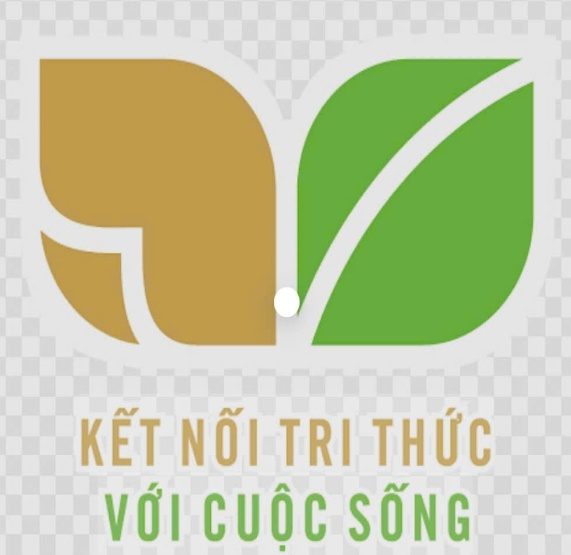 KẾT NỐI TRI THỨC
VỚI CUỘC SỐNG